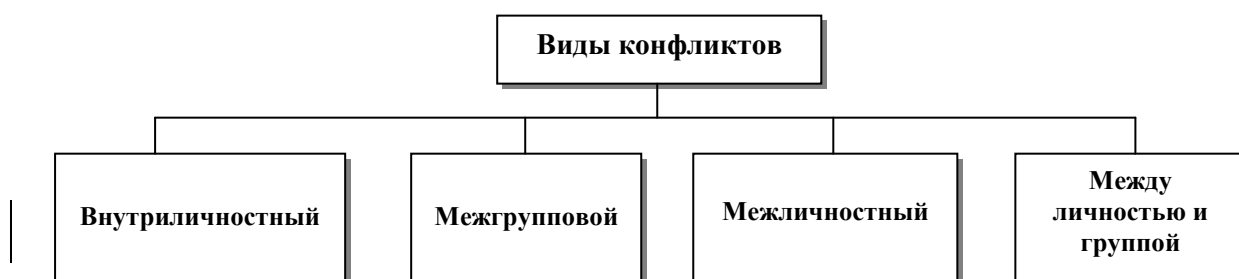 Виды конфликтов
Внутриличностный
Межгрупповой
Межличностный
Между
личностью и
группой